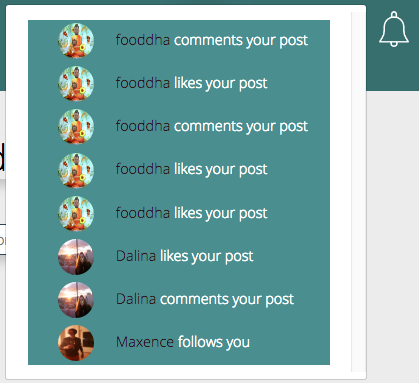 fooddha comments your post
fooddha likes your post
fooddha comments your post
fooddha likes your post
fooddha likes your post
Dalina likes your post
Dalina comments your post
Maxence follows you